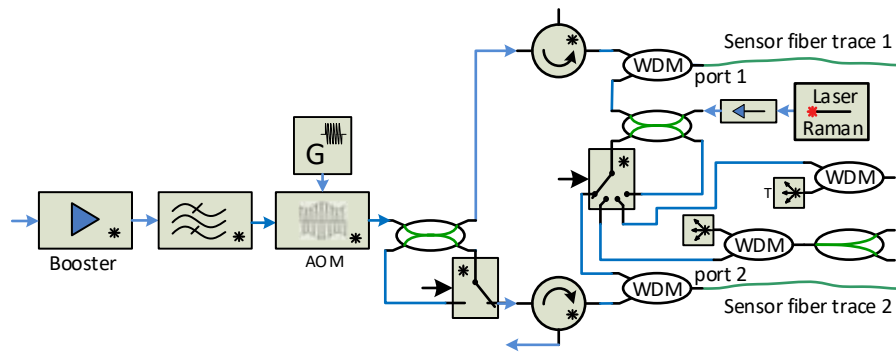 Sensor fiber trace 1
WDM
port 1
Laser
Raman
G
WDM
T
WDM
Booster
AOM
port 2
WDM
Sensor fiber trace 2